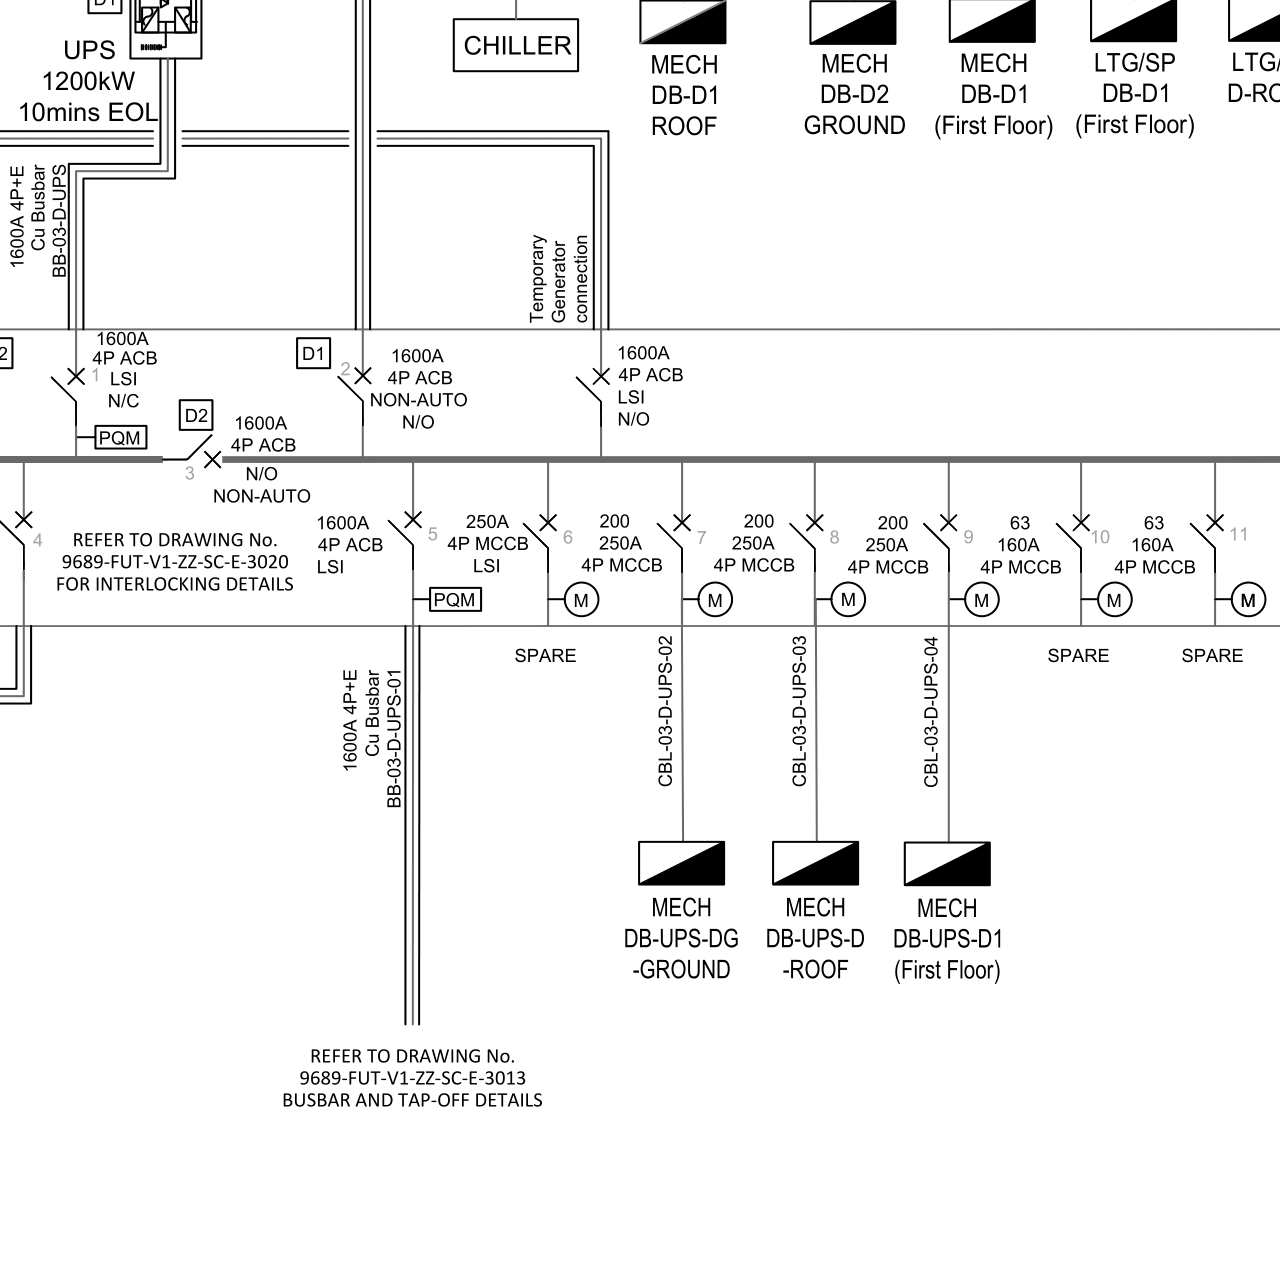 UPS
1200kW
10mins EOL
CHILLER
MECH
DB-D1
ROOF
MECH
DB-D2
GROUND
MECH
DB-D1
(First Floor)
LTG/SP
DB-D1
(First Floor)
1600A 4P+E
Cu Busbar
BB-03-D-UPS
Temporary
Generator
connection
1600A
4P ACB
LSI
N/C
1
PQM
D1
2
1600A
4P ACB
NON-AUTO
N/O
1600A
4P ACB
LSI
N/O
D2
3
1600A
4P ACB
N/O
NON-AUTO
4
REFER TO DRAWING No.
9689-FUT-V1-ZZ-SC-E-3020
FOR INTERLOCKING DETAILS
1600A
4P ACB
LSI
5
PQM
250A
4P MCCB
LSI
6
M
SPARE
200
250A
4P MCCB
7
M
200
250A
4P MCCB
8
M
200
250A
4P MCCB
9
M
63
160A
4P MCCB
10
M
SPARE
63
160A
4P MCCB
11
M
SPARE
1600A 4P+E
Cu Busbar
BB-03-D-UPS-01
CBL-03-D-UPS-02
CBL-03-D-UPS-03
CBL-03-D-UPS-04
MECH
DB-UPS-DG
-GROUND
MECH
DB-UPS-D
-ROOF
MECH
DB-UPS-D1
(First Floor)
REFER TO DRAWING No.
9689-FUT-V1-ZZ-SC-E-3013
BUSBAR AND TAP-OFF DETAILS